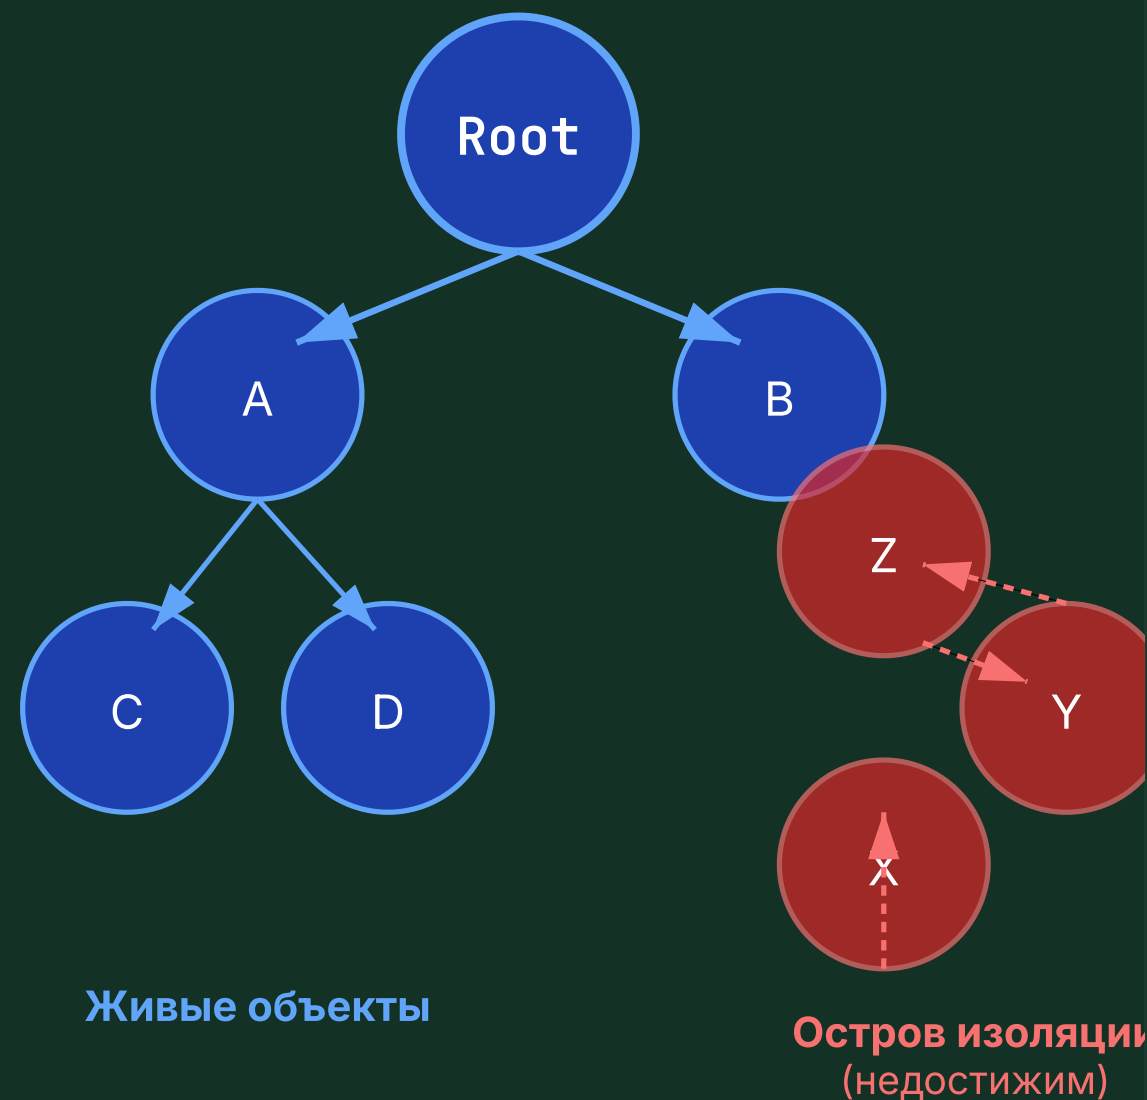 Root
A
B
Z
C
D
Y
X
Живые объекты
Остров изоляции
(недостижим)